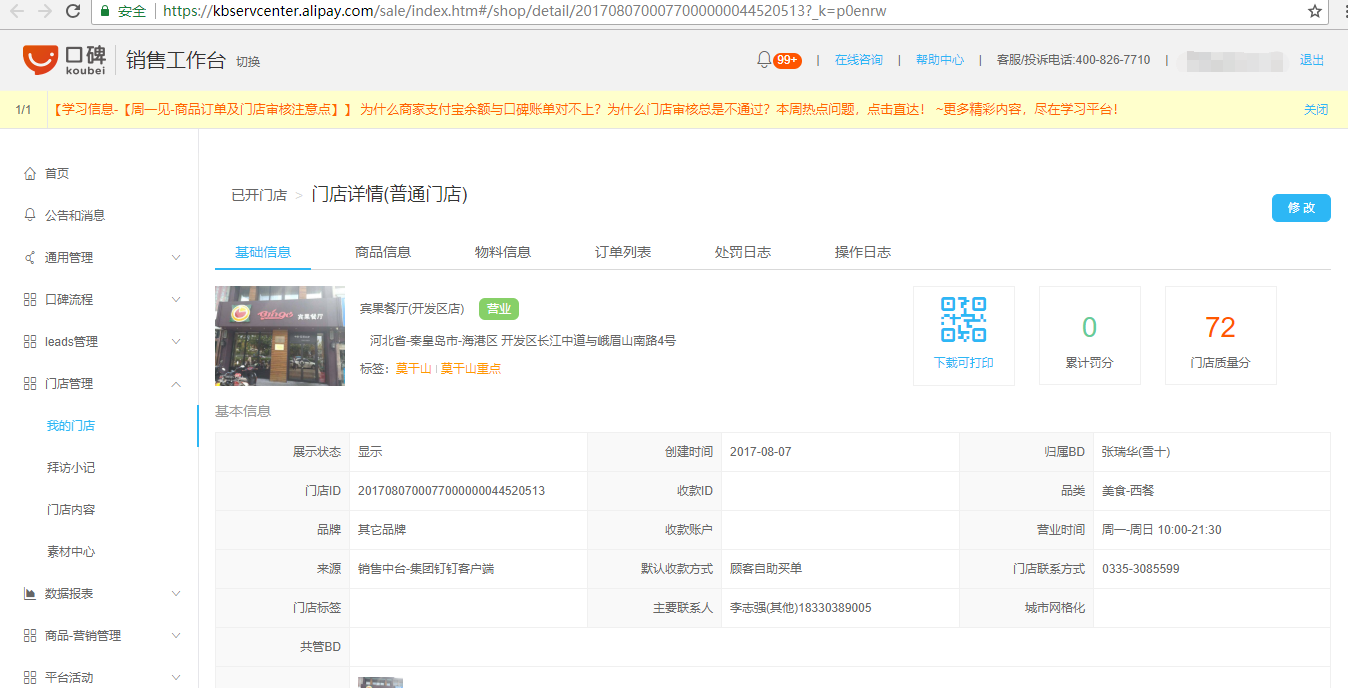 安全 https://kbservcenter.alipay.com/sale/index.htm#/shop/detail/2017080700077000000044520513?_k=p0enrw
口碑 koubei 销售工作台 切换 99+ | 在线咨询 | 帮助中心 | 客服/投诉电话:400-826-7710 | 退出
1/1 【学习信息-【周一见-商品订单及门店审核注意点】】为什么商家支付宝余额与口碑账单对不上？为什么门店审核总是不通过？本周热点问题，点击直达！ ~更多精彩内容，尽在学习平台! 关闭
首页
公告和消息
通用管理
口碑流程
leads管理
门店管理
我的门店
拜访小记
门店内容
素材中心
数据报表
商品-营销管理
平台活动
已开门店 > 门店详情(普通门店)
修 改
基础信息 商品信息 物料信息 订单列表 处罚日志 操作日志
Bingo 宾果餐厅
宾果餐厅(开发区店) 营业
河北省-秦皇岛市-海港区 开发区长江中道与峨眉山南路4号
标签：莫干山 | 莫干山重点
下载可打印
0
累计罚分
72
门店质量分
基本信息
展示状态 显示 创建时间 2017-08-07 归属BD 张瑞华(雪十)
门店ID 2017080700077000000044520513 收款ID 品类 美食-西餐
品牌 其它品牌 收款账户 营业时间 周一-周日 10:00-21:30
来源 销售中台-集团钉钉客户端 默认收款方式 顾客自助买单 门店联系方式 0335-3085599
门店标签 主要联系人 李志强(其他)18330389005 城市网格化
共管BD